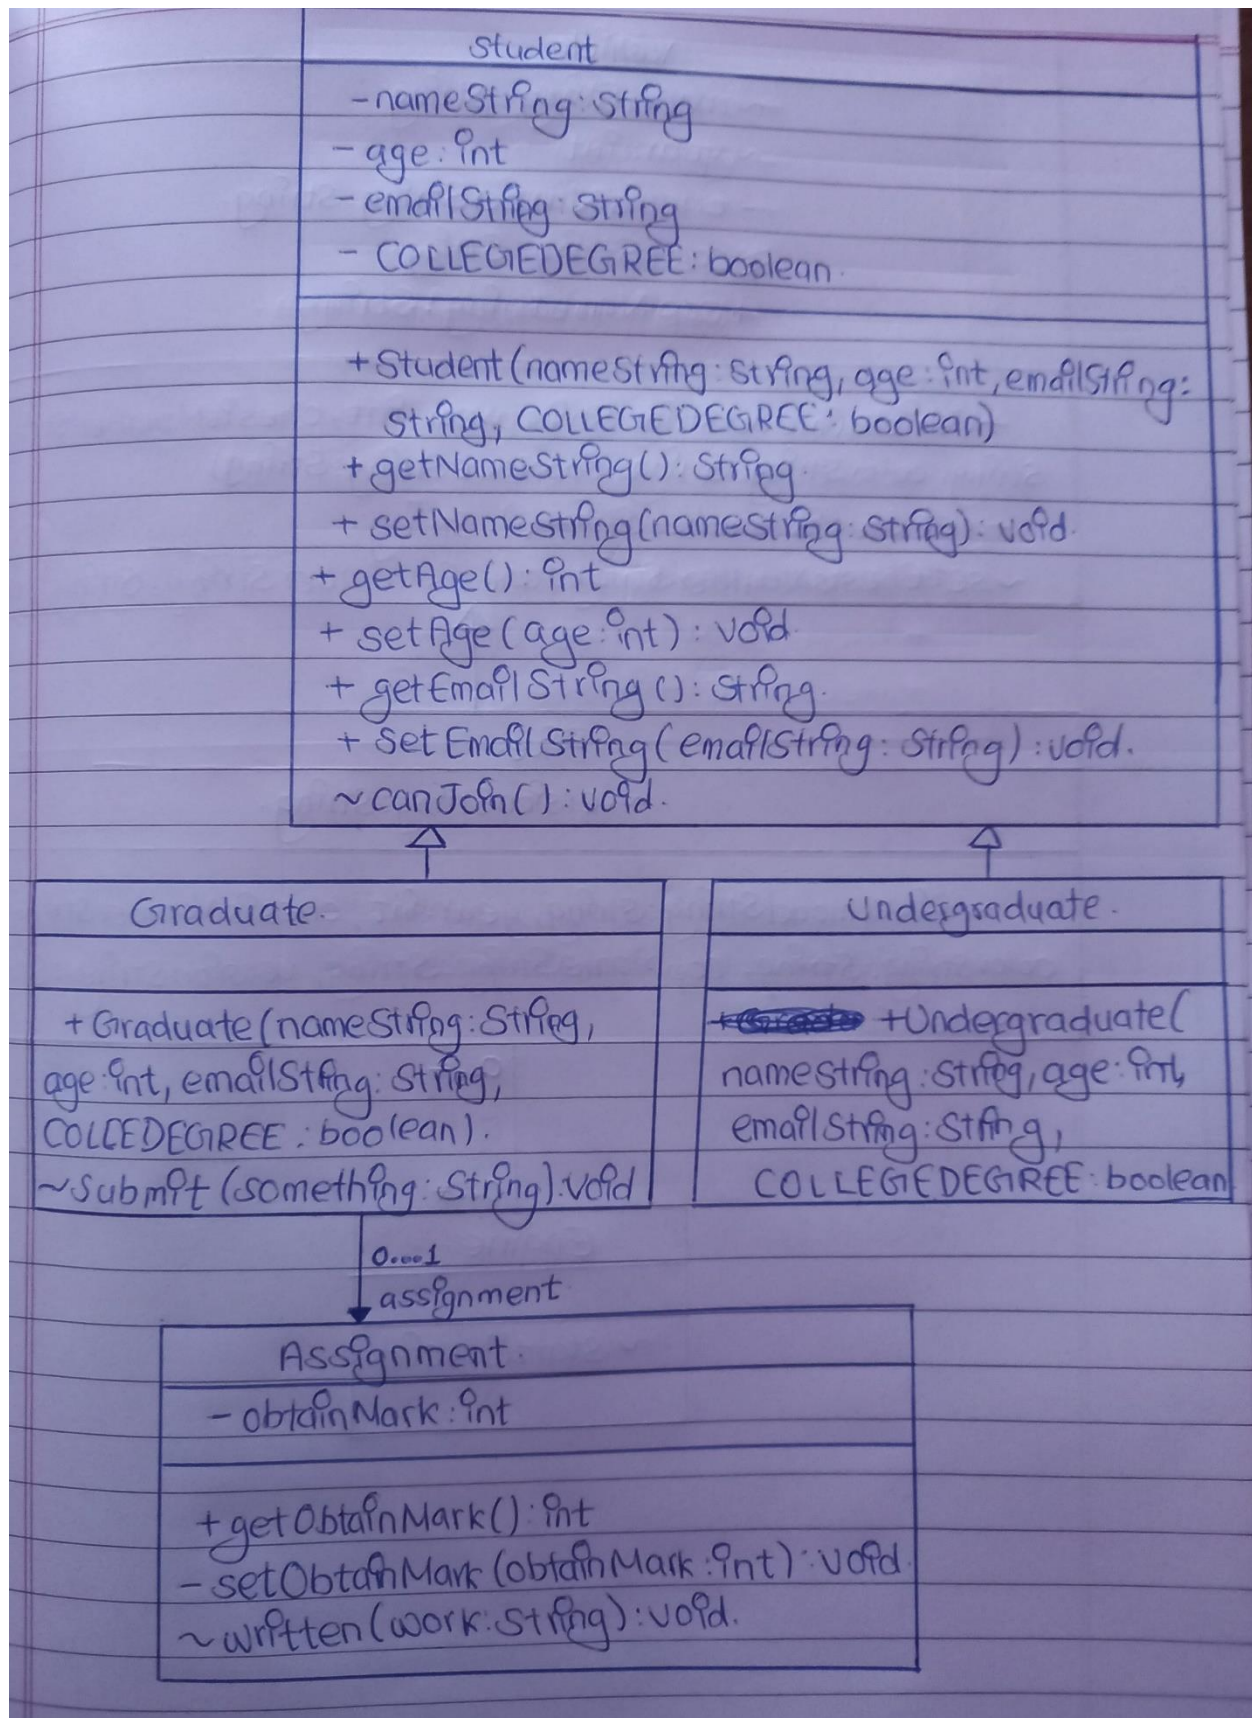 Student
- nameString: String
- age: int
- emailString: String
- COLLEGEDEGREE: boolean.
+ Student (nameString: String, age: int, emailString:
String, COLLEGEDEGREE: boolean)
+ getNameString(): String.
+ setNameString(nameString: String): void.
+ getAge(): int
+ setAge (age: int): void.
+ getEmailString (): String.
+ SetEmailString(emailString: String): void.
~ canJoin(): void.
Graduate.
+ Graduate (nameString: String,
age: int, emailString: String,
COLLEDEGREE: boolean).
~ Submit (something: String): void
Undergraduate.
+Undergraduate(
nameString: String, age: int,
emailString: String,
COLLEGEDEGREE: boolean
0....1
assignment
Assignment.
- obtainMark: int
+ getObtainMark(): int
- setObtainMark (obtainMark: int): void.
~ written (work: String): void.